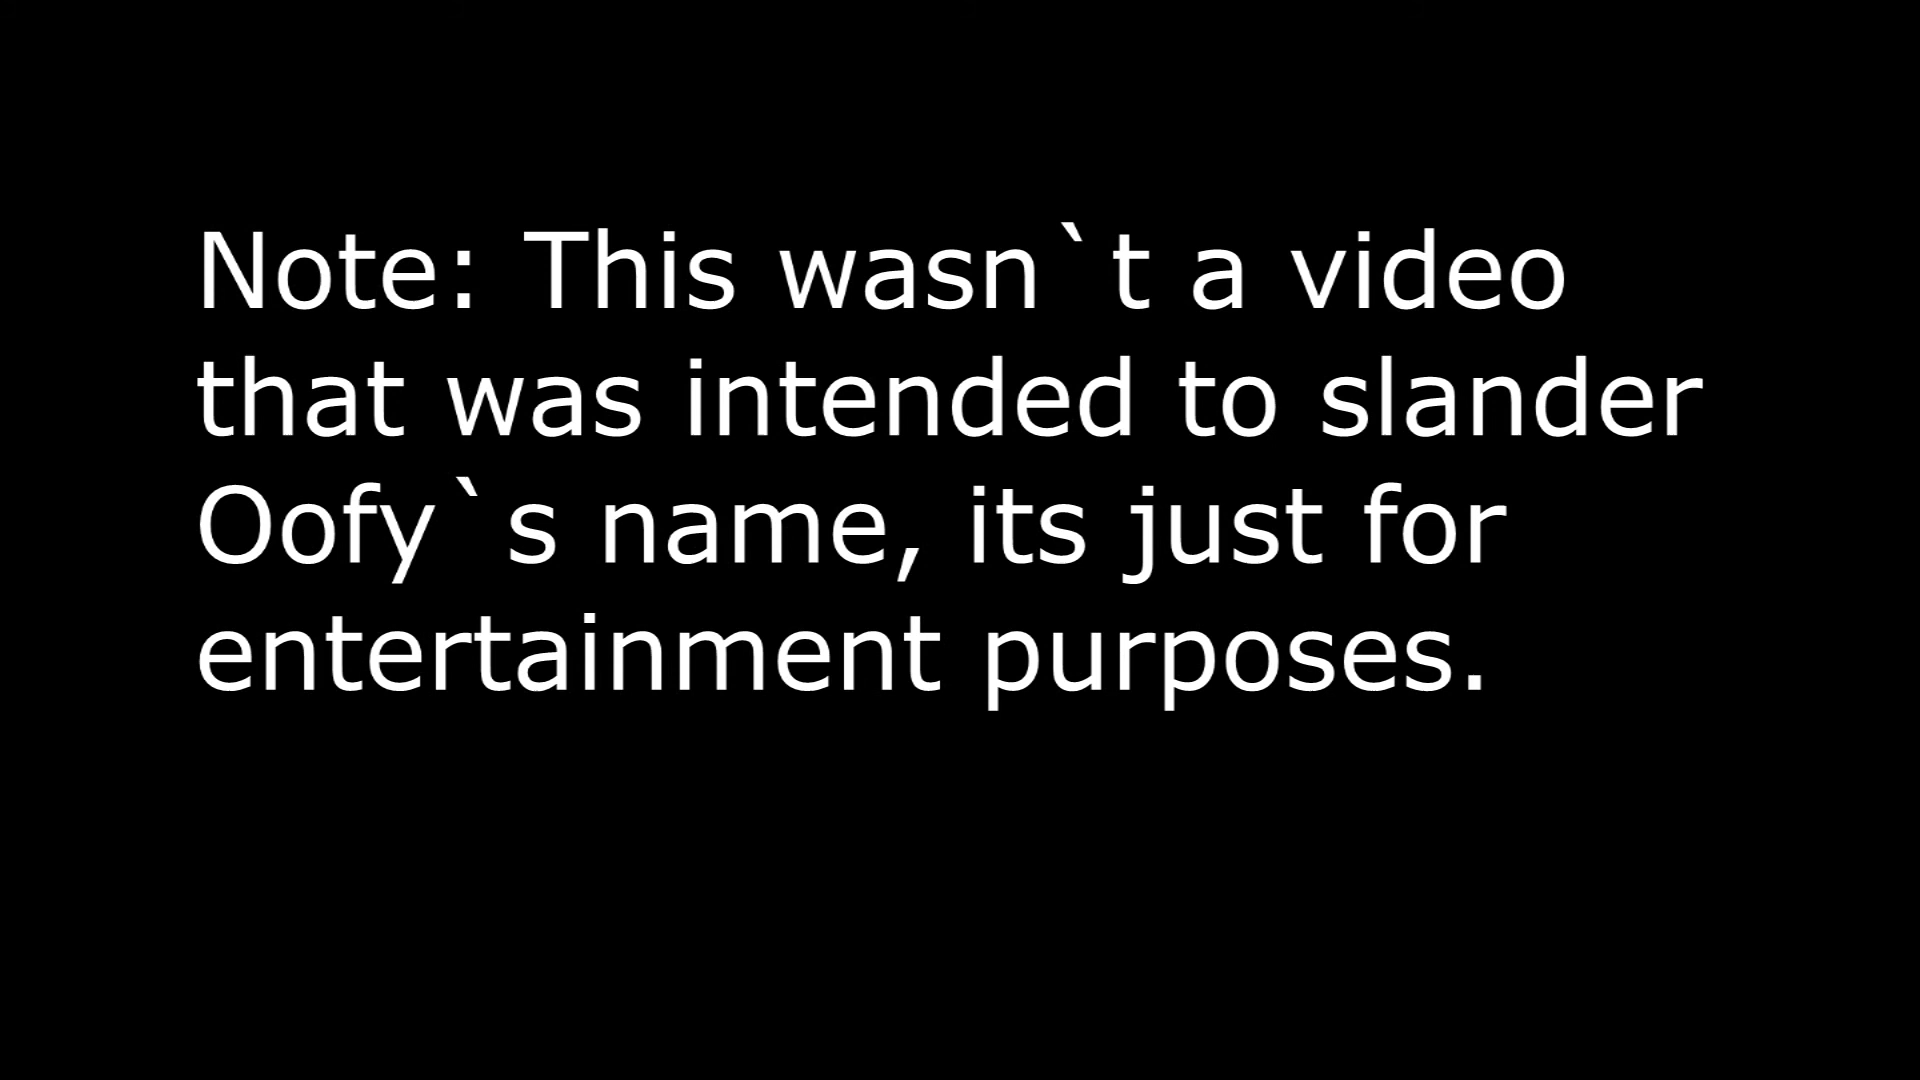 Note: This wasn`t a video
that was intended to slander
Oofy`s name, its just for
entertainment purposes.